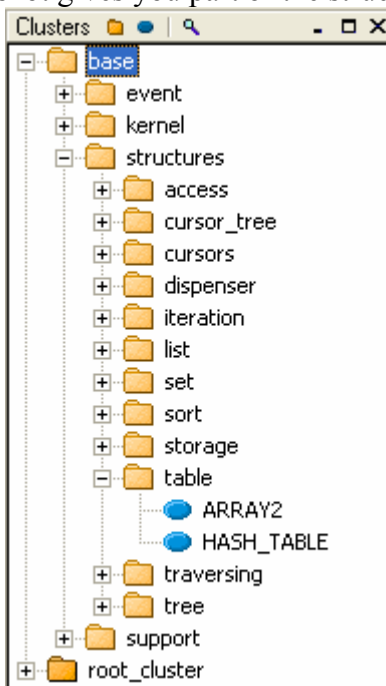 Clusters
base
event
kernel
structures
access
cursor_tree
cursors
dispenser
iteration
list
set
sort
storage
table
ARRAY2
HASH_TABLE
traversing
tree
support
root_cluster